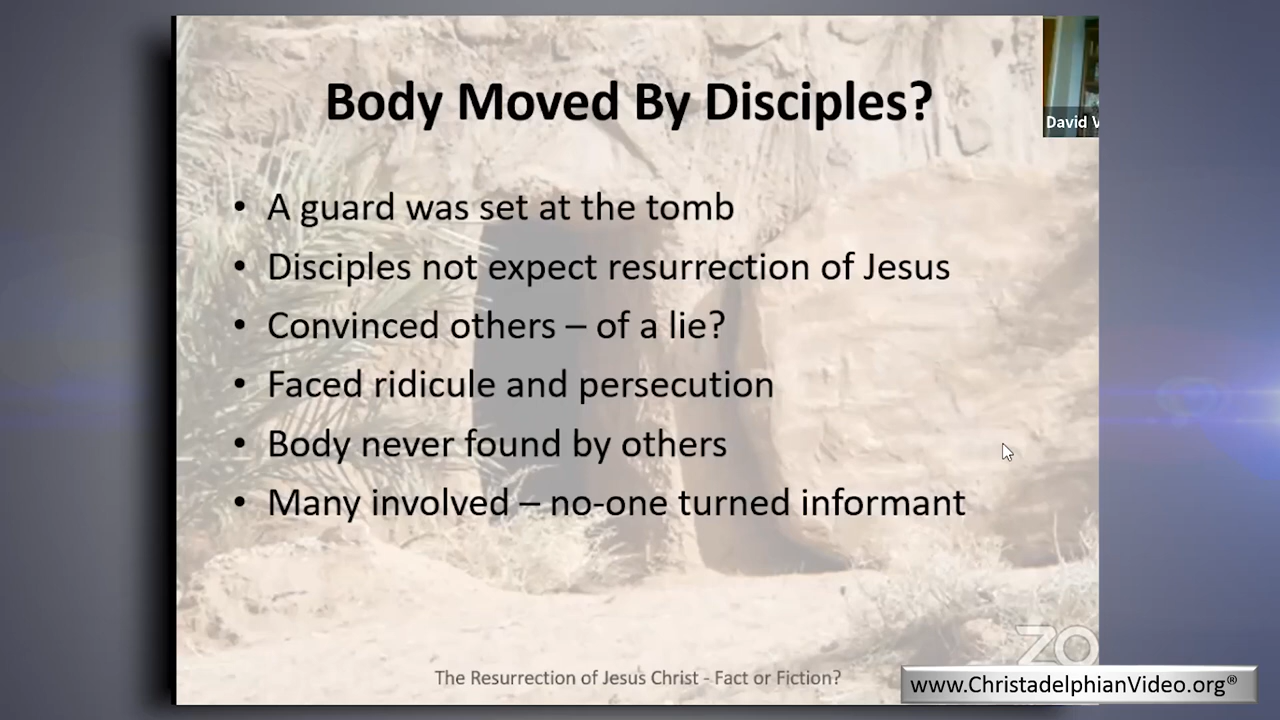 Body Moved By Disciples?
David V
• A guard was set at the tomb
• Disciples not expect resurrection of Jesus
• Convinced others – of a lie?
• Faced ridicule and persecution
• Body never found by others
• Many involved – no-one turned informant
ZO
The Resurrection of Jesus Christ - Fact or Fiction?
www.ChristadelphianVideo.org®